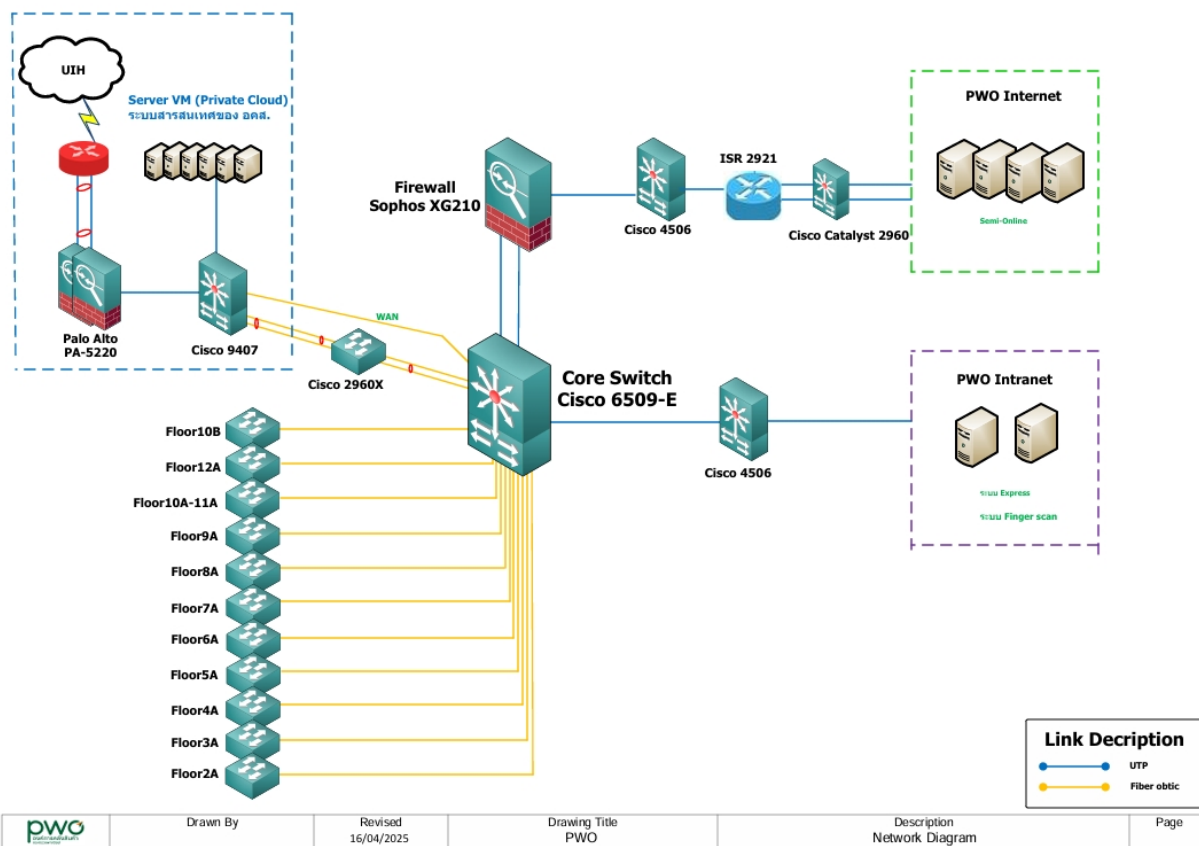 UIH
Server VM (Private Cloud)
ระบบสารสนเทศของ อคส.
Palo Alto
PA-5220
Cisco 9407
WAN
Cisco 2960X
Firewall
Sophos XG210
Cisco 4506
ISR 2921
Cisco Catalyst 2960
PWO Internet
Semi-Online
Core Switch
Cisco 6509-E
Cisco 4506
PWO Intranet
ระบบ Express
ระบบ Finger scan
Floor10B
Floor12A
Floor10A-11A
Floor9A
Floor8A
Floor7A
Floor6A
Floor5A
Floor4A
Floor3A
Floor2A
Link Decription
UTP
Fiber obtic
pwo
Drawn By
Revised
16/04/2025
Drawing Title
PWO
Description
Network Diagram
Page